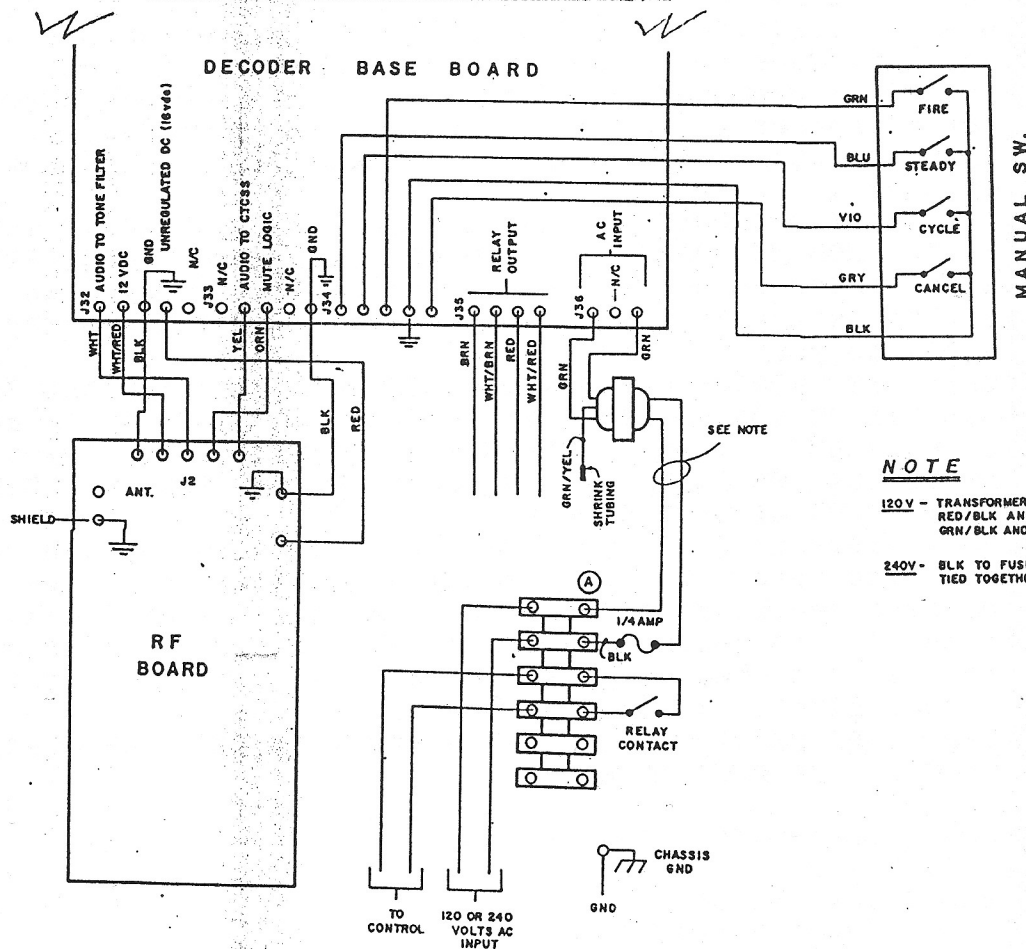 DECODER BASE BOARD
J32
AUDIO TO TONE FILTER
12 VDC
GND
UNREGULATED DC (16vdc)
N/C
J33
N/C
AUDIO TO CTCSS
MUTE LOGIC
N/C
J34
GND
J35
RELAY
OUTPUT
J36
AC
INPUT
N/C
GRN
BLU
VIO
GRY
BLK
FIRE
STEADY
CYCLE
CANCEL
MANUAL SW.
WHT
WHT/RED
BLK
YEL
ORN
BLK
RED
BRN
WHT/BRN
RED
WHT/RED
GRN
GRN
SEE NOTE
GRN/YEL
SHRINK
TUBING
J2
ANT.
SHIELD
RF
BOARD
NOTE
120V - TRANSFORMER
RED/BLK AN
GRN/BLK AND
240V - BLK TO FUS
TIED TOGETH
A
1/4 AMP
BLK
RELAY
CONTACT
CHASSIS
GND
GND
TO
CONTROL
120 OR 240
VOLTS AC
INPUT